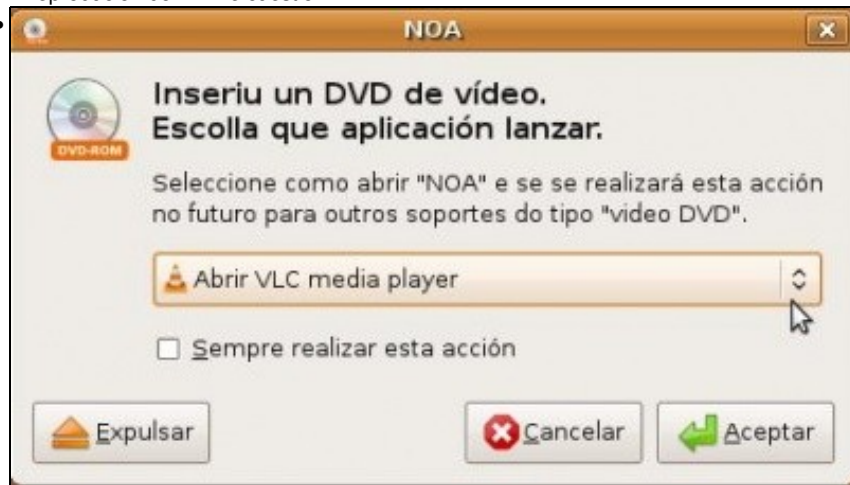 NOA
Inseriu un DVD de vídeo.
Escolla que aplicación lanzar.
DVD-ROM
Seleccione como abrir "NOA" e se se realizará esta acción
no futuro para outros soportes do tipo "video DVD".
Abrir VLC media player
Sempre realizar esta acción
Expulsar
Cancelar
Aceptar